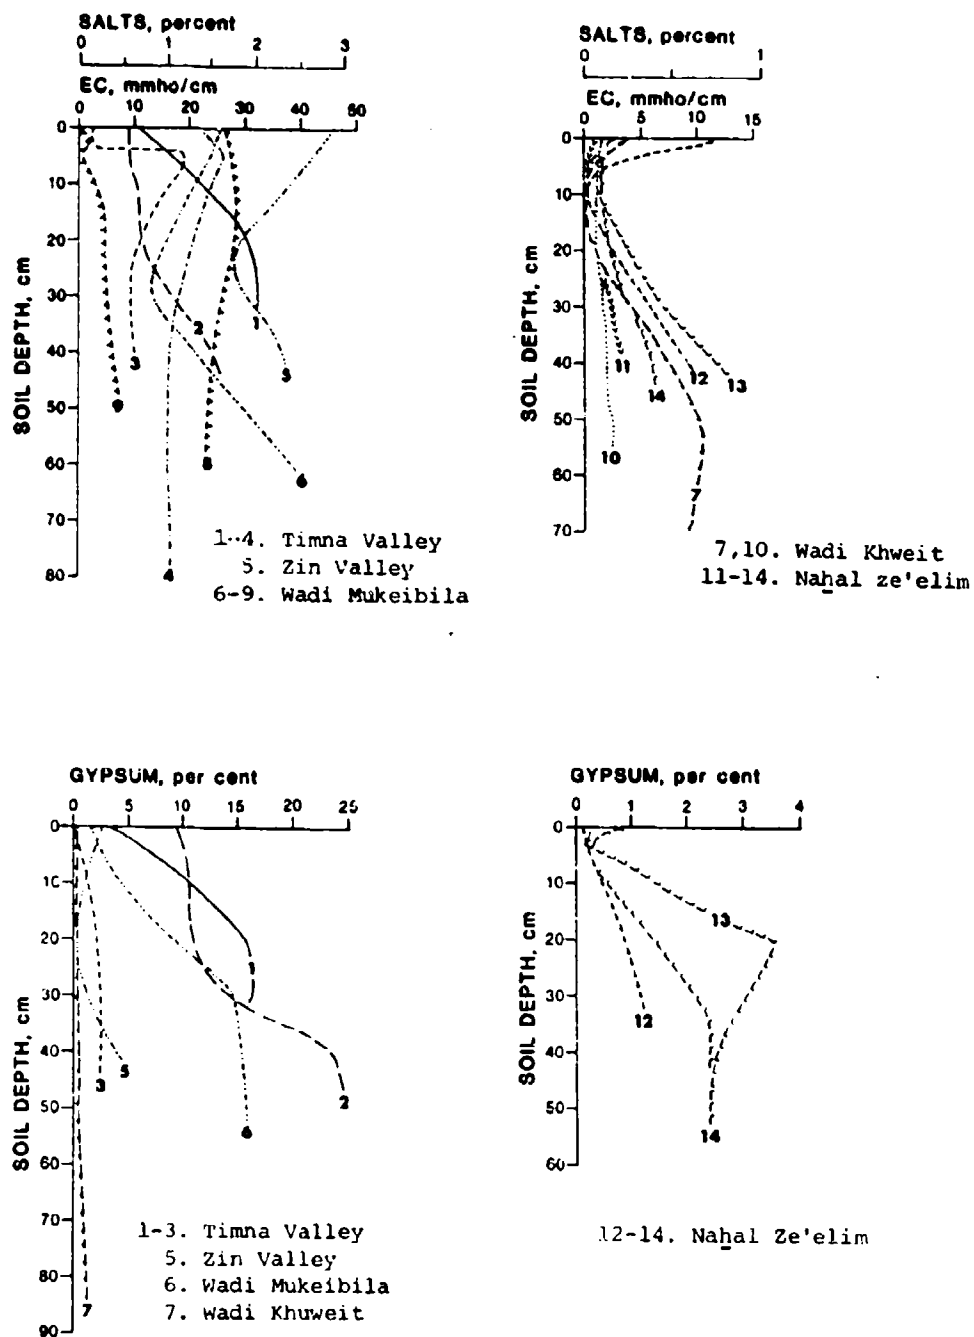 SALTS, percent
0 1 2 3
EC, mmho/cm
0 10 20 30 40 50
0
10
20
30
40
50
60
70
80
SOIL DEPTH, cm
1
2
3
4
5
6
8
9
1-4. Timna Valley
5. Zin Valley
6-9. Wadi Mukeibila
SALTS, percent
0 1
EC, mmho/cm
0 5 10 15
0
10
20
30
40
50
60
70
SOIL DEPTH, cm
11
12
13
14
10
7
7,10. Wadi Khweit
11-14. Nahal ze'elim
GYPSUM, per cent
0 5 10 15 20 25
0
10
20
30
40
50
60
70
80
90
SOIL DEPTH, cm
1
2
3
5
6
7
1-3. Timna Valley
5. Zin Valley
6. Wadi Mukeibila
7. Wadi Khuweit
GYPSUM, per cent
0 1 2 3 4
0
10
20
30
40
50
60
SOIL DEPTH, cm
13
12
14
12-14. Nahal Ze'elim